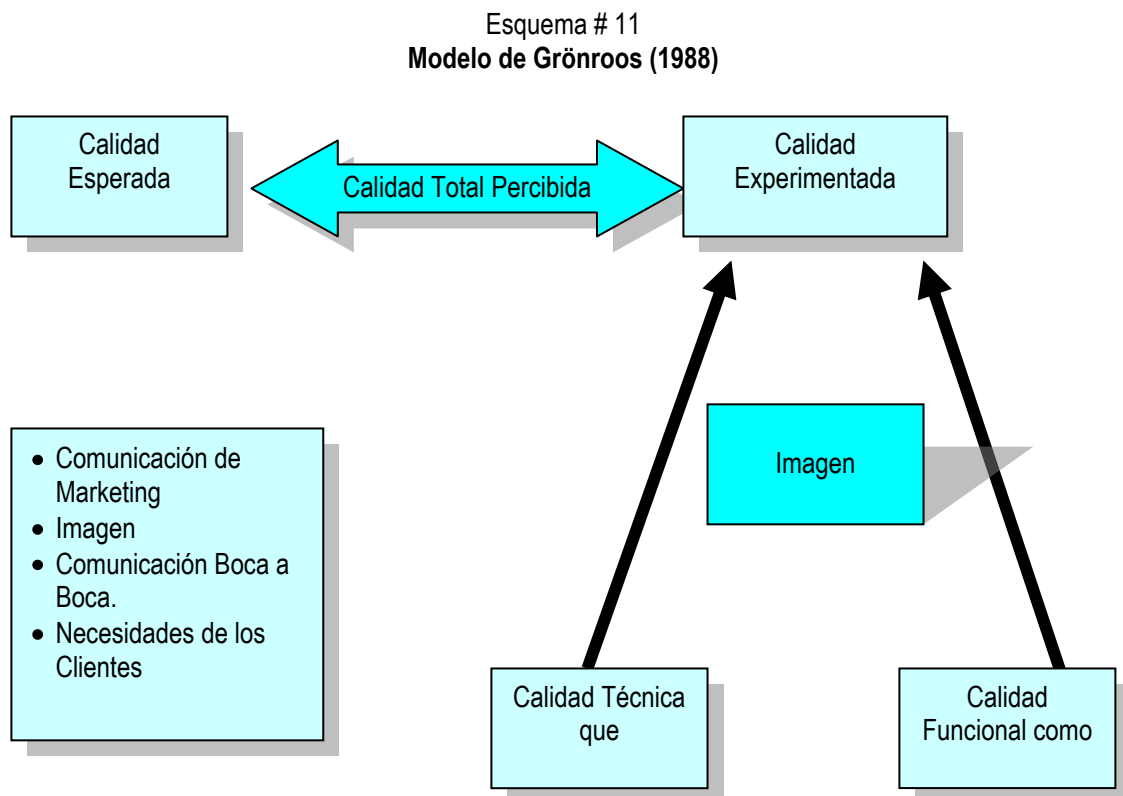 Esquema # 11
Modelo de Grönroos (1988)
Calidad
Esperada
Calidad Total Percibida
Calidad
Experimentada
• Comunicación de
Marketing
• Imagen
• Comunicación Boca a
Boca.
• Necesidades de los
Clientes
Imagen
Calidad Técnica
que
Calidad
Funcional como